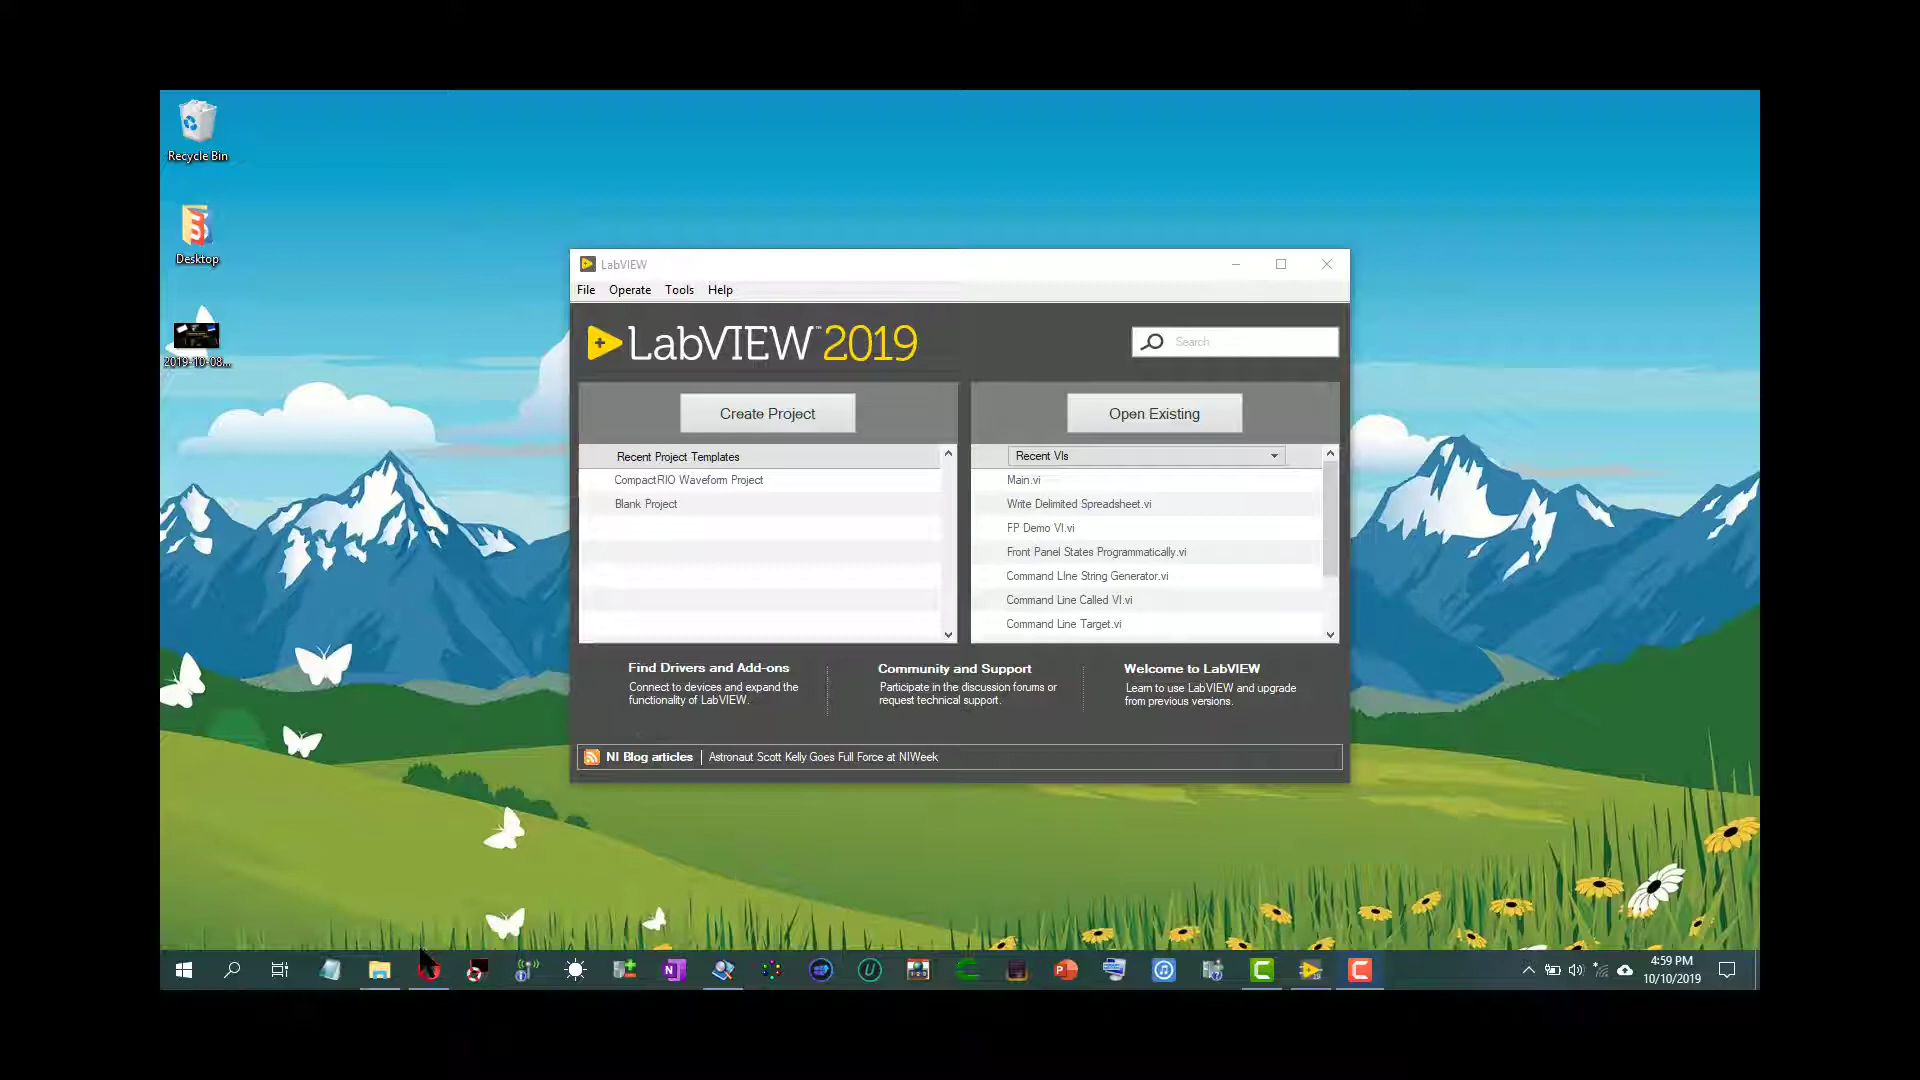 Recycle Bin
Desktop
2019-10-08...
LabVIEW
File Operate Tools Help
LabVIEW™ 2019
Search
Create Project
Open Existing
Recent Project Templates
CompactRIO Waveform Project
Blank Project
Recent VIs
Main.vi
Write Delimited Spreadsheet.vi
FP Demo VI.vi
Front Panel States Programmatically.vi
Command LIne String Generator.vi
Command Line Called VI.vi
Command Line Target.vi
Find Drivers and Add-ons
Connect to devices and expand the
functionality of LabVIEW.
Community and Support
Participate in the discussion forums or
request technical support.
Welcome to LabVIEW
Learn to use LabVIEW and upgrade
from previous versions.
NI Blog articles | Astronaut Scott Kelly Goes Full Force at NIWeek
4:59 PM
10/10/2019